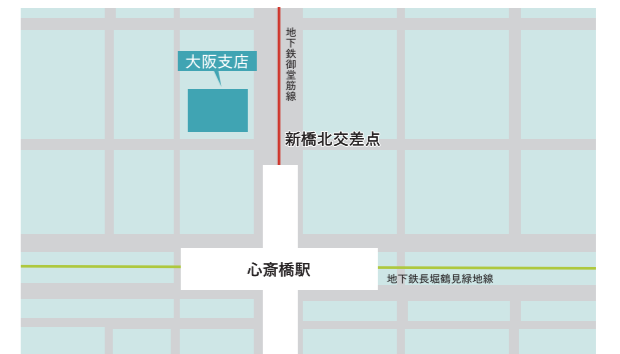 地下鉄御堂筋線
大阪支店
新橋北交差点
心斎橋駅
地下鉄長堀鶴見緑地線